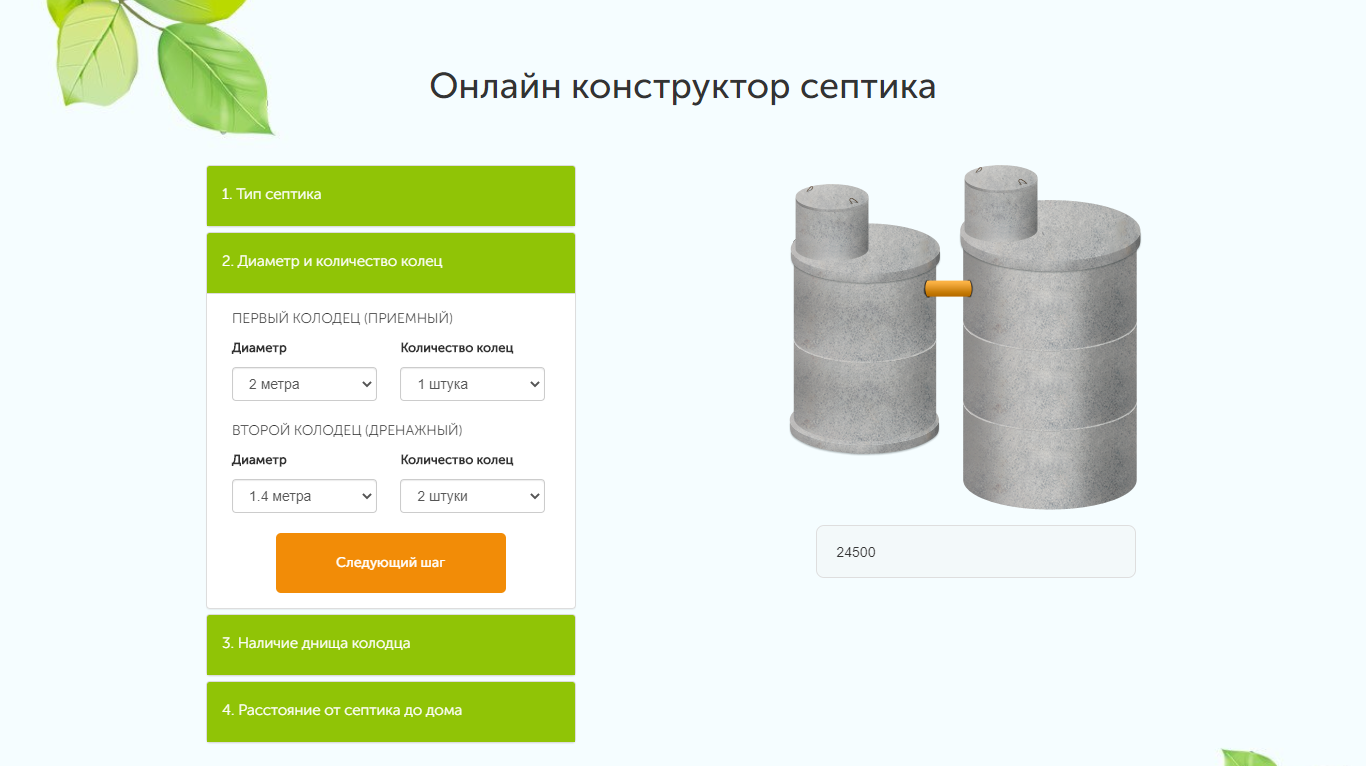 Онлайн конструктор септика
1. Тип септика
2. Диаметр и количество колец
ПЕРВЫЙ КОЛОДЕЦ (ПРИЕМНЫЙ)
Диаметр Количество колец
2 метра 1 штука
ВТОРОЙ КОЛОДЕЦ (ДРЕНАЖНЫЙ)
Диаметр Количество колец
1.4 метра 2 штуки
Следующий шаг
3. Наличие днища колодца
4. Расстояние от септика до дома
24500